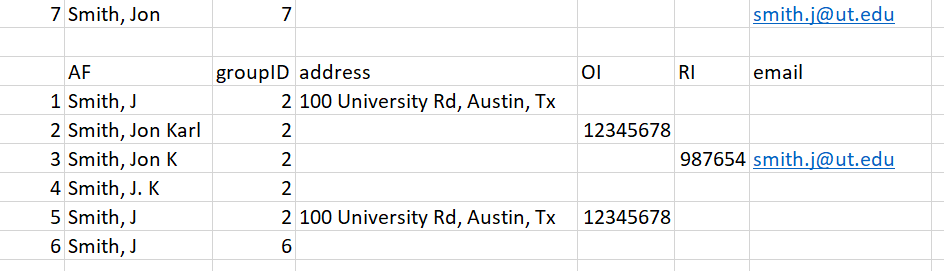 7 Smith, Jon 7 smith.j@ut.edu
AF groupID address OI RI email
1 Smith, J 2 100 University Rd, Austin, Tx
2 Smith, Jon Karl 2 12345678
3 Smith, Jon K 2 987654 smith.j@ut.edu
4 Smith, J. K 2
5 Smith, J 2 100 University Rd, Austin, Tx 12345678
6 Smith, J 6